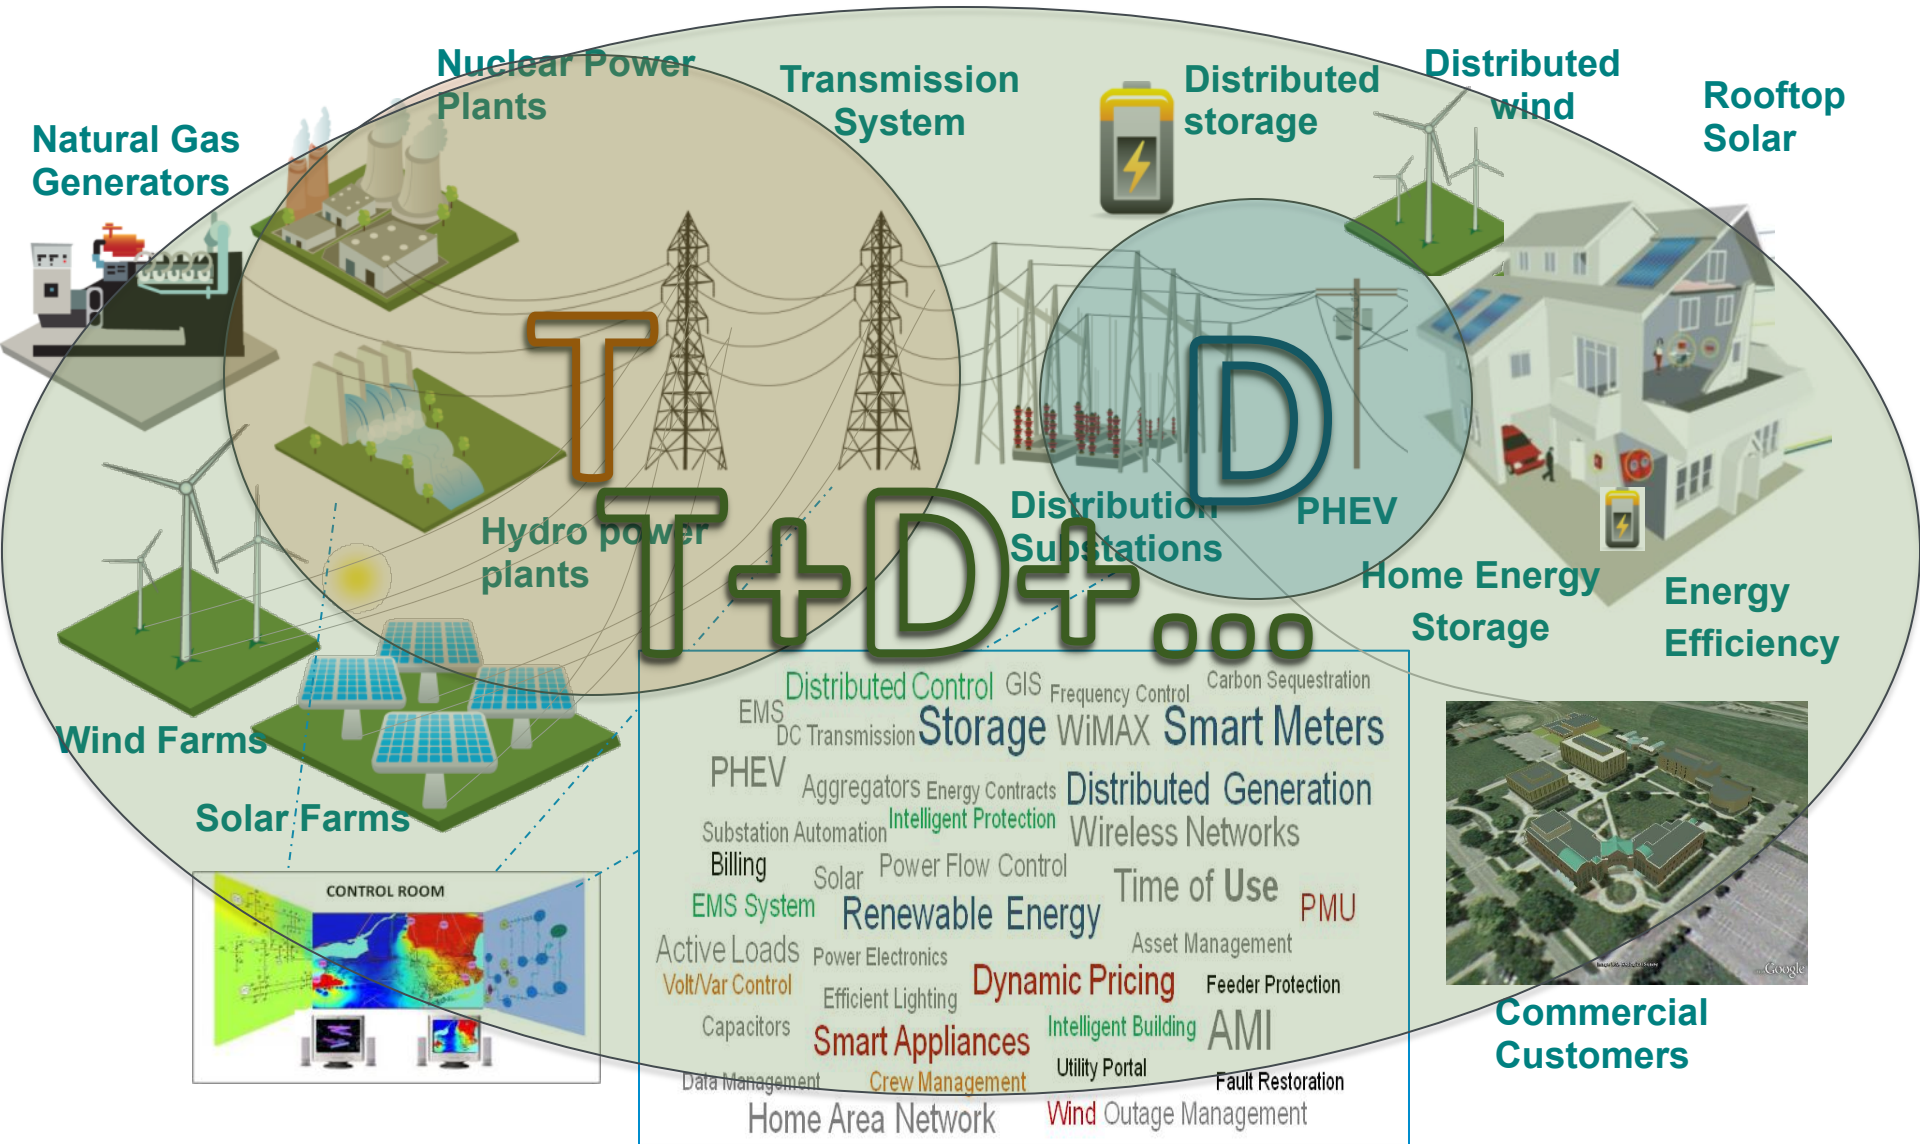 Nuclear Power
Plants
Natural Gas
Generators
Transmission
System
Distributed
storage
Distributed
wind
Rooftop
Solar
T
D
Hydro power
plants
T+D+...
Distribution
Substations
PHEV
Home Energy
Storage
Energy
Efficiency
Wind Farms
Solar Farms
CONTROL ROOM
Distributed Control
GIS
Frequency Control
Carbon Sequestration
EMS
DC Transmission
Storage
WiMAX
Smart Meters
PHEV
Aggregators
Energy Contracts
Distributed Generation
Substation Automation
Intelligent Protection
Wireless Networks
Billing
Solar
Power Flow Control
Time of Use
EMS System
Renewable Energy
PMU
Active Loads
Power Electronics
Asset Management
Volt/Var Control
Efficient Lighting
Dynamic Pricing
Feeder Protection
Capacitors
Smart Appliances
Intelligent Building
AMI
Utility Portal
Data Management
Crew Management
Fault Restoration
Home Area Network
Wind
Outage Management
Google
Commercial
Customers